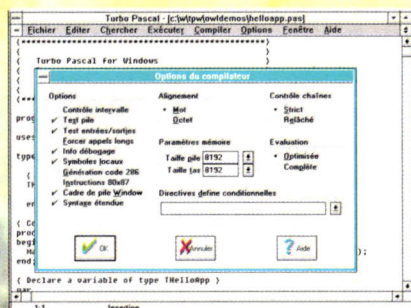 Turbo Pascal - [c:\w\tpw\owldemos\helloapp.pas]
Fichier Editer Chercher Exécuter Compiler Options Fenêtre Aide
{****************************************************}
{ }
{ Turbo Pascal for Windows }
Options du compilateur
Options
Contrôle intervalle
✓ Test pile
✓ Test entrées/sorties
Forcer appels longs
✓ Info débogage
✓ Symboles locaux
Génération code 286
Instructions 80x87
✓ Cadre de pile Window
✓ Syntaxe étendue
Alignement
• Mot
Octet
Contrôle chaînes
• Strict
Relâché
Paramètres mémoire
Taille pile 8192
Taille tas 8192
Evaluation
• Optimisée
Complète
Directives define conditionnelles
OK
Annuler
Aide
{***
prog
uses
type
{
TH
en
{ Co
proc
begi
Ma );
end;
{ Declare a variable of type THelloApp }
var
1:1 Insertion